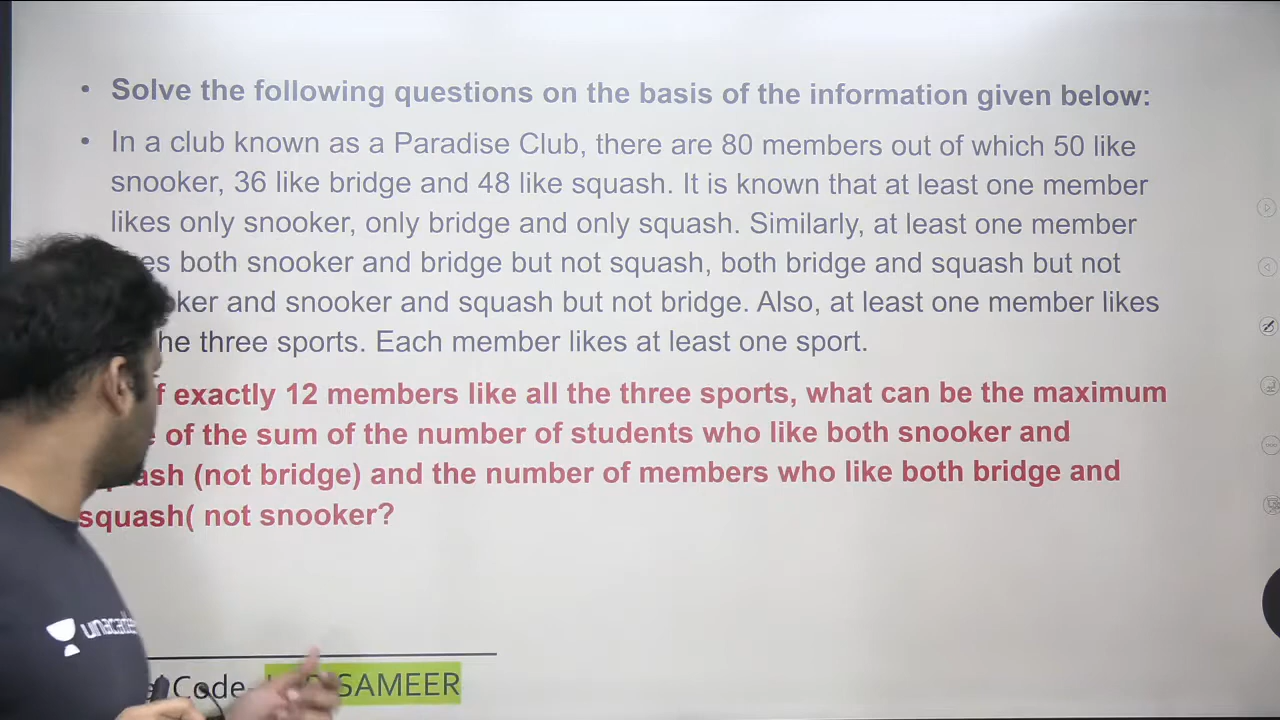 • Solve the following questions on the basis of the information given below:
• In a club known as a Paradise Club, there are 80 members out of which 50 like
snooker, 36 like bridge and 48 like squash. It is known that at least one member
likes only snooker, only bridge and only squash. Similarly, at least one member
es both snooker and bridge but not squash, both bridge and squash but not
ker and snooker and squash but not bridge. Also, at least one member likes
he three sports. Each member likes at least one sport.
f exactly 12 members like all the three sports, what can be the maximum
of the sum of the number of students who like both snooker and
ash (not bridge) and the number of members who like both bridge and
squash( not snooker?
Code- SAMEER
unacade